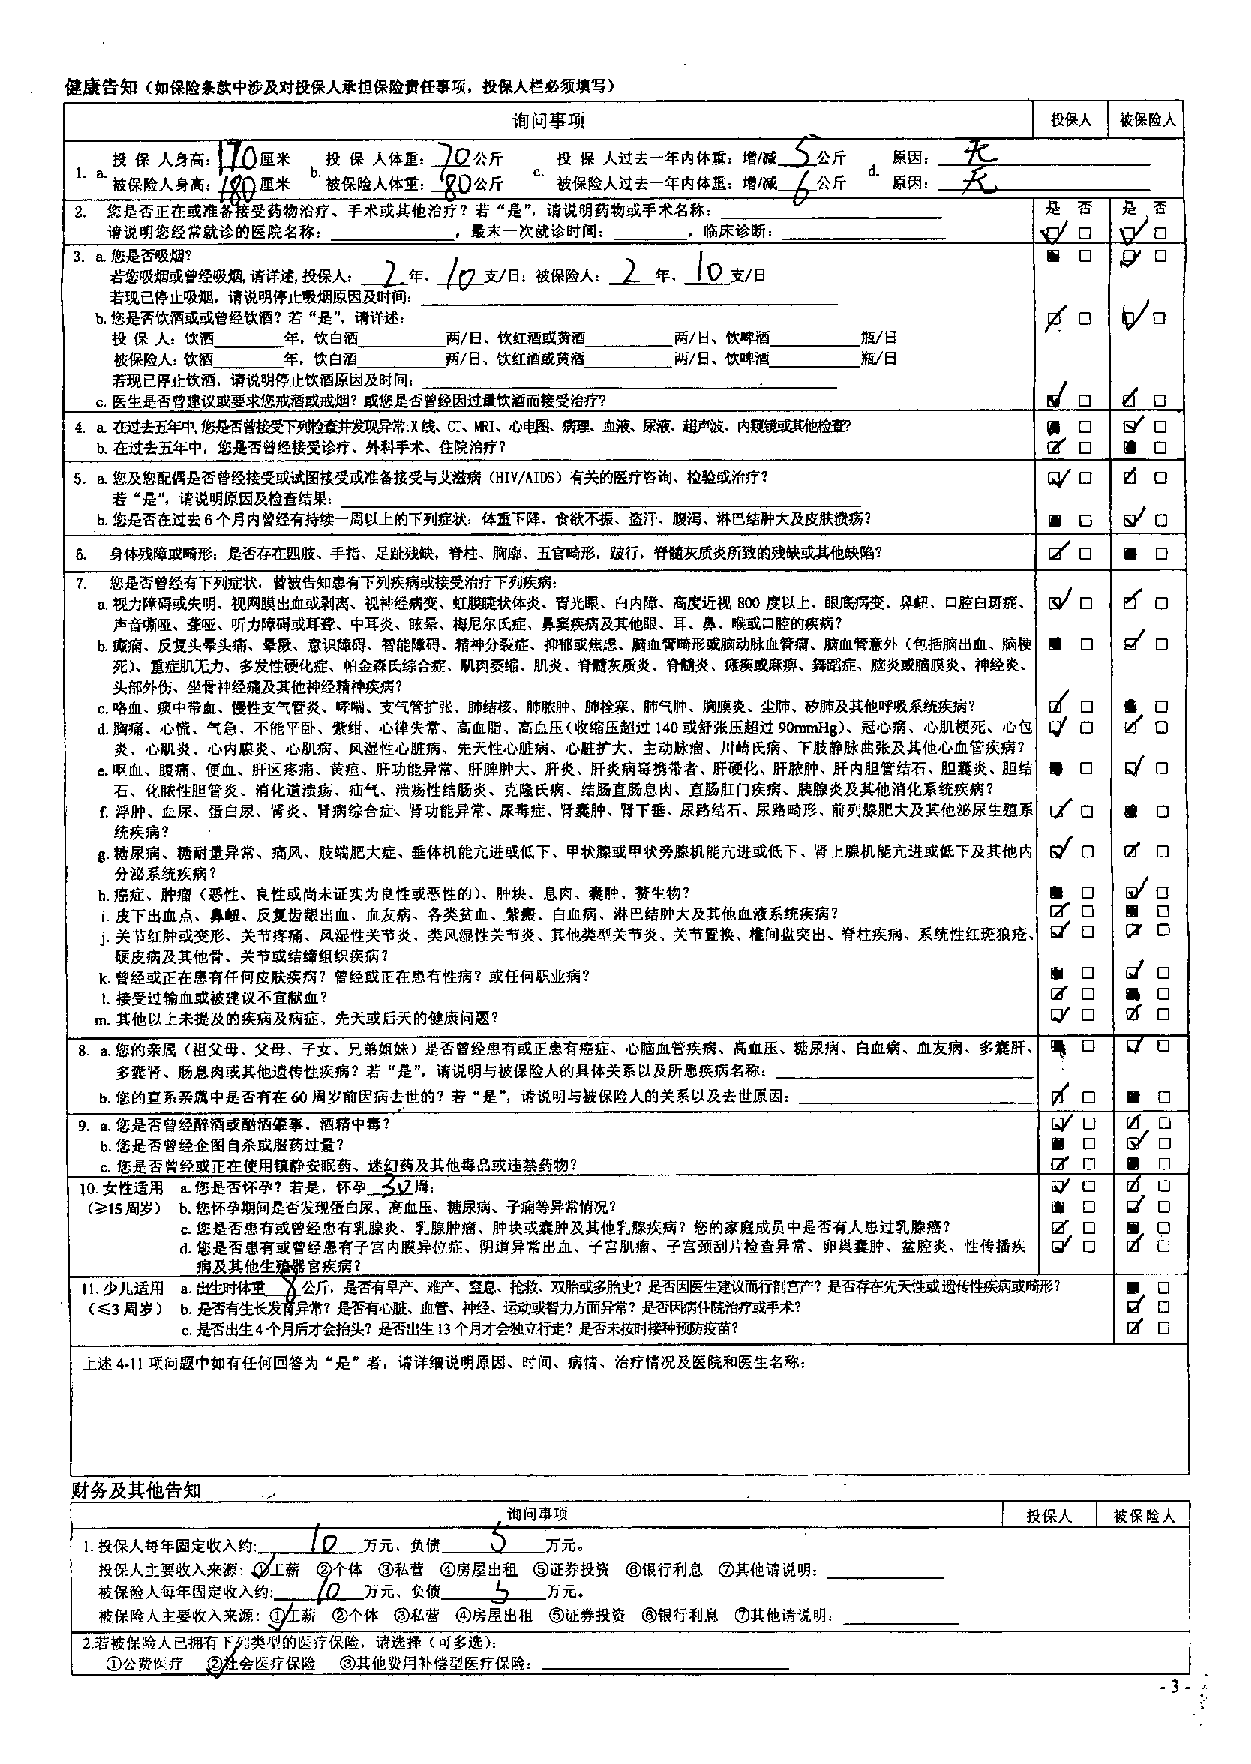 健康告知（如保险条款中涉及对投保人承担保险责任事项，投保人栏必须填写）
询问事项 投保人 被保险人
1. a. 投保人身高：170厘米 b. 投保人体重：70公斤 c. 投保人过去一年内体重：增/减5公斤 d. 原因：无
被保险人身高：180厘米 被保险人体重：80公斤 被保险人过去一年内体重：增/减6公斤 原因：无
2. 您是否正在或准备接受药物治疗、手术或其他治疗？若“是”，请说明药物或手术名称： 是 否 是 否
请说明您经常就诊的医院名称： ，最末一次就诊时间： ，临床诊断：
3. a. 您是否吸烟？
若您吸烟或曾经吸烟，请详述，投保人：2年，10支/日；被保险人：2年、10支/日
若现已停止吸烟，请说明停止吸烟原因及时间：
b. 您是否饮酒或或曾经饮酒？若“是”，请详述：
投保人：饮酒 年，饮白酒 两/日、饮红酒或黄酒 两/日、饮啤酒 瓶/日
被保险人：饮酒 年，饮白酒 两/日、饮红酒或黄酒 两/日、饮啤酒 瓶/日
若现已停止饮酒，请说明停止饮酒原因及时间：
c. 医生是否曾建议或要求您戒酒或戒烟？或您是否曾经因过量饮酒而接受治疗？
4. a. 在过去五年中，您是否曾接受下列检查并发现异常：X线、CT、MRI、心电图、病理、血液、尿液、超声波、内窥镜或其他检查？
b. 在过去五年中，您是否曾经接受诊疗、外科手术、住院治疗？
5. a. 您及您配偶是否曾经接受或试图接受或准备接受与艾滋病（HIV/AIDS）有关的医疗咨询、检验或治疗？
若“是”，请说明原因及检查结果：
b. 您是否在过去6个月内曾经有持续一周以上的下列症状：体重下降、食欲不振、盗汗、腹泻、淋巴结肿大及皮肤溃疡？
6. 身体残障或畸形：是否存在四肢、手指、足趾残缺，脊柱、胸廓、五官畸形，跛行，脊髓灰质炎所致的残缺或其他缺陷？
7. 您是否曾经有下列症状，曾被告知患有下列疾病或接受治疗下列疾病：
a. 视力障碍或失明、视网膜出血或剥离、视神经病变、虹膜睫状体炎、青光眼、白内障、高度近视800度以上、眼底病变、鼻衄、口腔白斑症、
声音嘶哑、聋哑、听力障碍或耳聋、中耳炎、眩晕、梅尼尔氏症、鼻窦疾病及其他眼、耳、鼻、喉或口腔的疾病？
b. 癫痫、反复头晕头痛、晕厥、意识障碍、智能障碍、精神分裂症、抑郁或焦虑、脑血管畸形或脑动脉血管瘤、脑血管意外（包括脑出血、脑梗
死）、重症肌无力、多发性硬化症、帕金森氏综合症、肌肉萎缩、肌炎、脊髓灰质炎、脊髓炎、瘫痪或麻痹、舞蹈症、脑炎或脑膜炎、神经炎、
头部外伤、坐骨神经痛及其他神经精神疾病？
c. 咯血、痰中带血、慢性支气管炎、哮喘、支气管扩张、肺结核、肺脓肿、肺栓塞、肺气肿、胸膜炎、尘肺、矽肺及其他呼吸系统疾病？
d. 胸痛、心慌、气急、不能平卧、紫绀、心律失常、高血脂、高血压（收缩压超过140或舒张压超过90mmHg）、冠心病、心肌梗死、心包
炎、心肌炎、心内膜炎、心肌病、风湿性心脏病、先天性心脏病、心脏扩大、主动脉瘤、川崎氏病、下肢静脉曲张及其他心血管疾病？
e. 呕血、腹痛、便血、肝区疼痛、黄疸、肝功能异常、肝脾肿大、肝炎、肝炎病毒携带者、肝硬化、肝脓肿、肝内胆管结石、胆囊炎、胆结
石、化脓性胆管炎、消化道溃疡、疝气、溃疡性结肠炎、克隆氏病、结肠直肠息肉、直肠肛门疾病、胰腺炎及其他消化系统疾病？
f. 浮肿、血尿、蛋白尿、肾炎、肾病综合症、肾功能异常、尿毒症、肾囊肿、肾下垂、尿路结石、尿路畸形、前列腺肥大及其他泌尿生殖系
统疾病？
g. 糖尿病、糖耐量异常、痛风、肢端肥大症、垂体机能亢进或低下、甲状腺或甲状旁腺机能亢进或低下、肾上腺机能亢进或低下及其他内
分泌系统疾病？
h. 癌症、肿瘤（恶性、良性或尚未证实为良性或恶性的）、肿块、息肉、囊肿、赘生物？
i. 皮下出血点、鼻衄、反复齿龈出血、血友病、各类贫血、紫癜、白血病、淋巴结肿大及其他血液系统疾病？
j. 关节红肿或变形、关节疼痛、风湿性关节炎、类风湿性关节炎、其他类型关节炎、关节置换、椎间盘突出、脊柱疾病、系统性红斑狼疮、
硬皮病及其他骨、关节或结缔组织疾病？
k. 曾经或正在患有任何皮肤疾病？曾经或正在患有性病？或任何职业病？
l. 接受过输血或被建议不宜献血？
m. 其他以上未提及的疾病及病症、先天或后天的健康问题？
8. a. 您的亲属（祖父母、父母、子女、兄弟姐妹）是否曾经患有或正患有癌症、心脑血管疾病、高血压、糖尿病、白血病、血友病、多囊肝、
多囊肾、肠息肉或其他遗传性疾病？若“是”，请说明与被保险人的具体关系以及所患疾病名称：
b. 您的直系亲属中是否有在60周岁前因病去世的？若“是”，请说明与被保险人的关系以及去世原因：
9. a. 您是否曾经醉酒或酗酒肇事、酒精中毒？
b. 您是否曾经企图自杀或服药过量？
c. 您是否曾经或正在使用镇静安眠药、迷幻药及其他毒品或违禁药物？
10. 女性适用 a. 您是否怀孕？若是，怀孕30周；
（≥15周岁） b. 您怀孕期间是否发现蛋白尿、高血压、糖尿病、子痫等异常情况？
c. 您是否患有或曾经患有乳腺炎、乳腺肿瘤、肿块或囊肿及其他乳腺疾病？您的家庭成员中是否有人患过乳腺癌？
d. 您是否患有或曾经患有子宫内膜异位症、阴道异常出血、子宫肌瘤、子宫颈刮片检查异常、卵巢囊肿、盆腔炎、性传播疾
病及其他生殖器官疾病？
11. 少儿适用 a. 出生时体重8公斤，是否有早产、难产、窒息、抢救、双胎或多胎史？是否因医生建议而行剖宫产？是否存在先天性或遗传性疾病或畸形？
（≤3周岁） b. 是否有生长发育异常？是否有心脏、血管、神经、运动或智力方面异常？是否因病住院治疗或手术？
c. 是否出生4个月后才会抬头？是否出生13个月才会独立行走？是否未按时接种预防疫苗？
上述4-11项问题中如有任何回答为“是”者，请详细说明原因、时间、病情、治疗情况及医院和医生名称：
财务及其他告知
询问事项 投保人 被保险人
1. 投保人每年固定收入约：10万元、负债5万元。
投保人主要收入来源：①工薪 ②个体 ③私营 ④房屋出租 ⑤证券投资 ⑥银行利息 ⑦其他请说明：
被保险人每年固定收入约：10万元、负债5万元。
被保险人主要收入来源：①工薪 ②个体 ③私营 ④房屋出租 ⑤证券投资 ⑥银行利息 ⑦其他请说明：
2.若被保险人已拥有下列类型的医疗保险，请选择（可多选）：
①公费医疗 ②社会医疗保险 ③其他费用补偿型医疗保险：
- 3 -